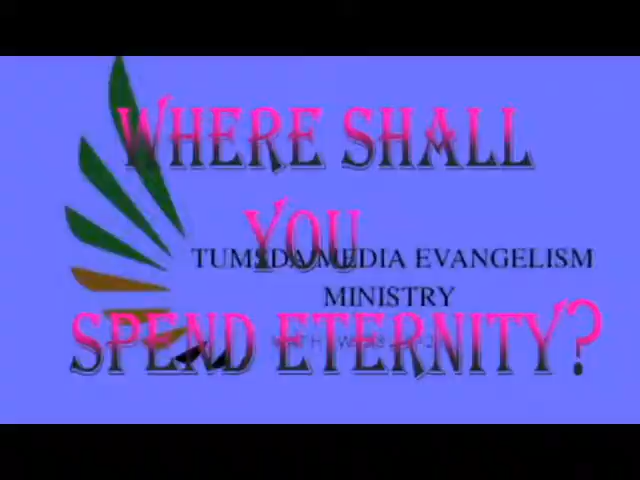 WHERE SHALL
YOU
TUMSDA MEDIA EVANGELISM
MINISTRY
SPEND ETERNITY?